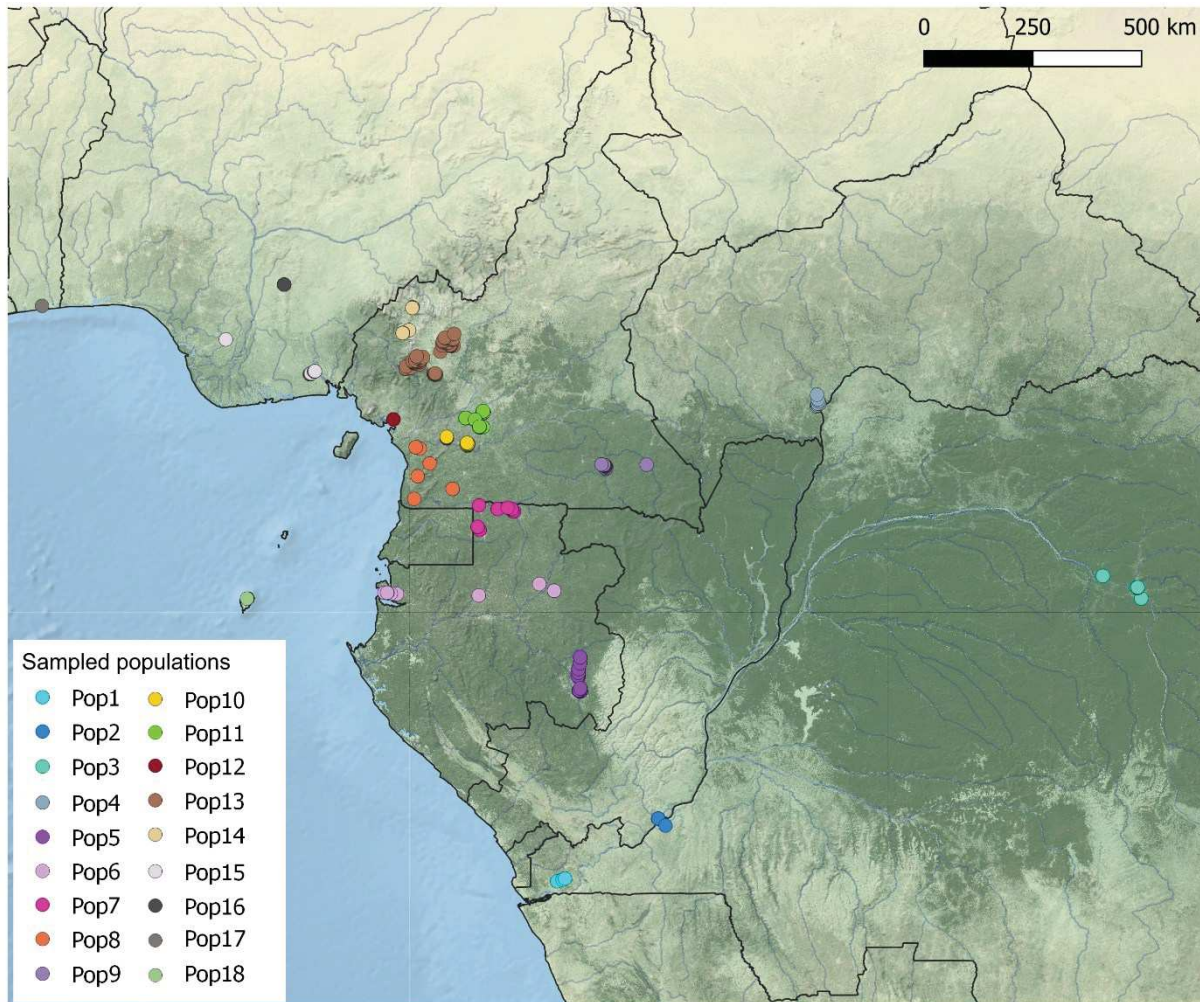 0 250 500 km
Sampled populations
Pop1 Pop10
Pop2 Pop11
Pop3 Pop12
Pop4 Pop13
Pop5 Pop14
Pop6 Pop15
Pop7 Pop16
Pop8 Pop17
Pop9 Pop18